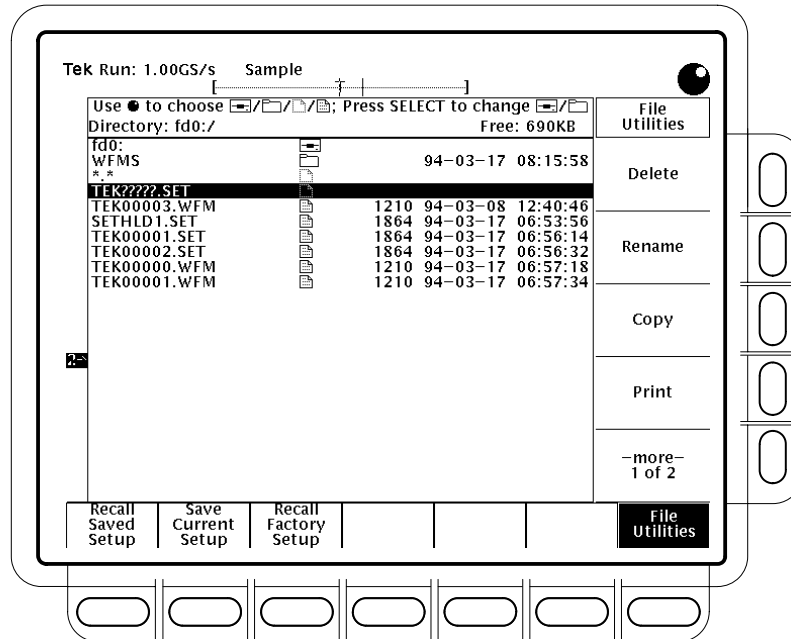 Tek Run: 1.00GS/s Sample
Use to choose / / / ; Press SELECT to change /
Directory: fd0:/ Free: 690KB
fd0:
WFMS 94-03-17 08:15:58
*.*
TEK?????.SET
TEK00003.WFM 1210 94-03-08 12:40:46
SETHLD1.SET 1864 94-03-17 06:53:56
TEK00001.SET 1864 94-03-17 06:56:14
TEK00002.SET 1864 94-03-17 06:56:32
TEK00000.WFM 1210 94-03-17 06:57:18
TEK00001.WFM 1210 94-03-17 06:57:34
File
Utilities
Delete
Rename
Copy
Print
-more-
1 of 2
Recall
Saved
Setup
Save
Current
Setup
Recall
Factory
Setup
File
Utilities